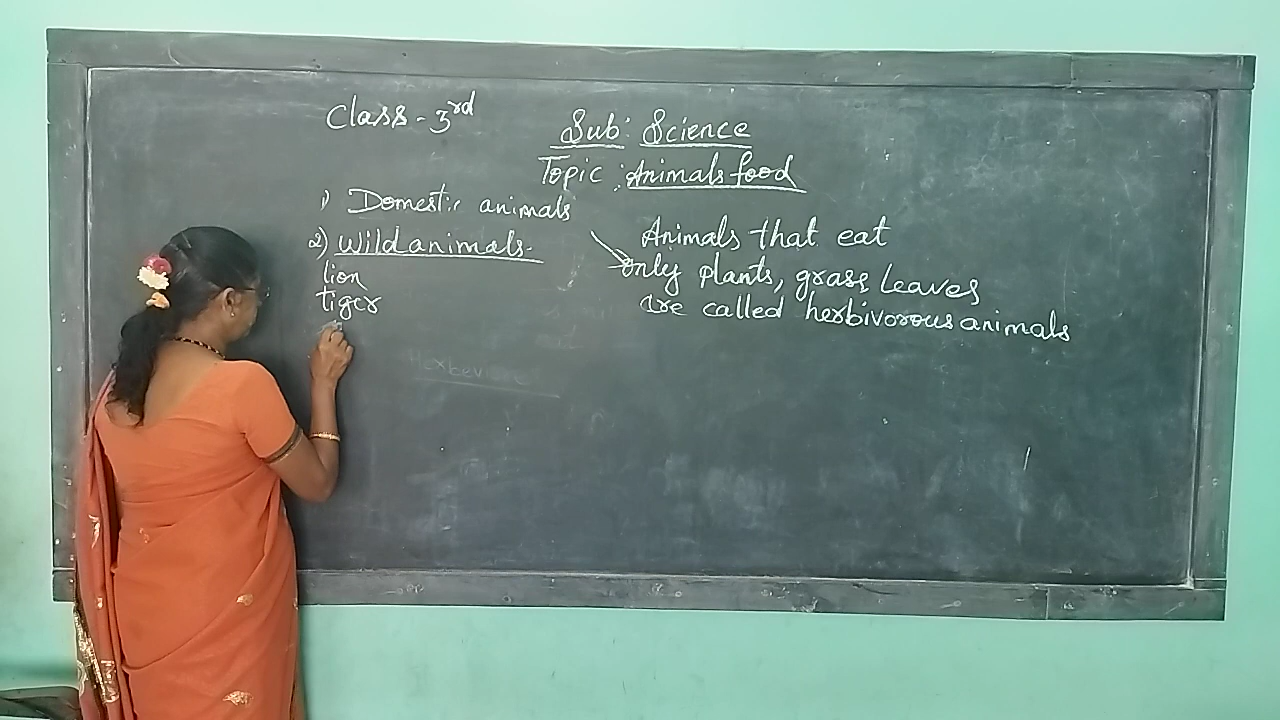 Class - 3rd
Sub: Science
Topic: Animals food
1) Domestic animals
2) Wild animals.
lion
tiger
Animals that eat
only plants, grass leaves
are called herbivorous animals